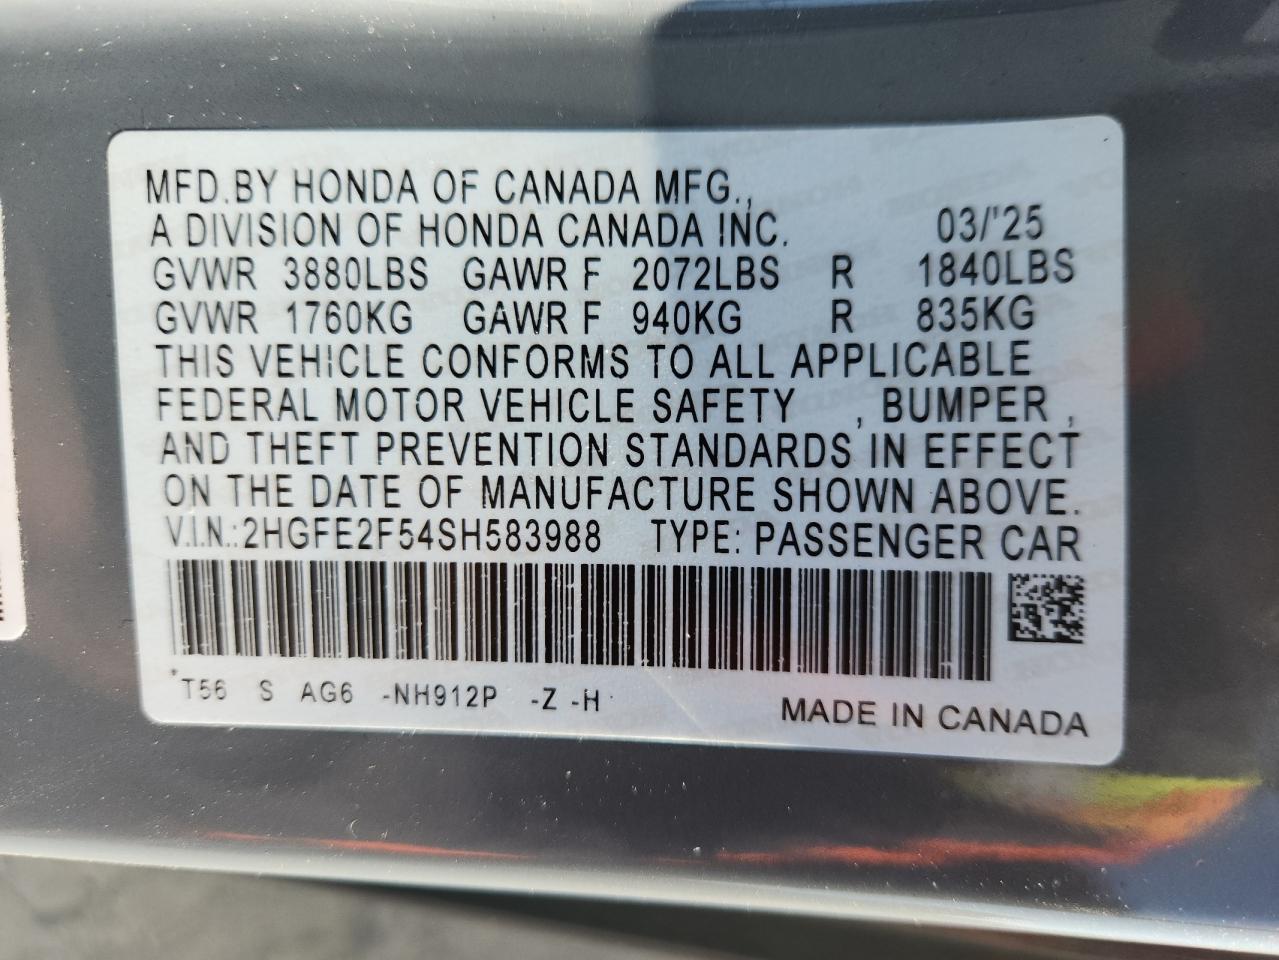 MFD.BY HONDA OF CANADA MFG.,
A DIVISION OF HONDA CANADA INC. 03/'25
GVWR 3880LBS GAWR F 2072LBS R 1840LBS
GVWR 1760KG GAWR F 940KG R 835KG
THIS VEHICLE CONFORMS TO ALL APPLICABLE
FEDERAL MOTOR VEHICLE SAFETY , BUMPER ,
AND THEFT PREVENTION STANDARDS IN EFFECT
ON THE DATE OF MANUFACTURE SHOWN ABOVE.
V.I.N.:2HGFE2F54SH583988 TYPE: PASSENGER CAR
*T56 S AG6 -NH912P -Z -H
MADE IN CANADA